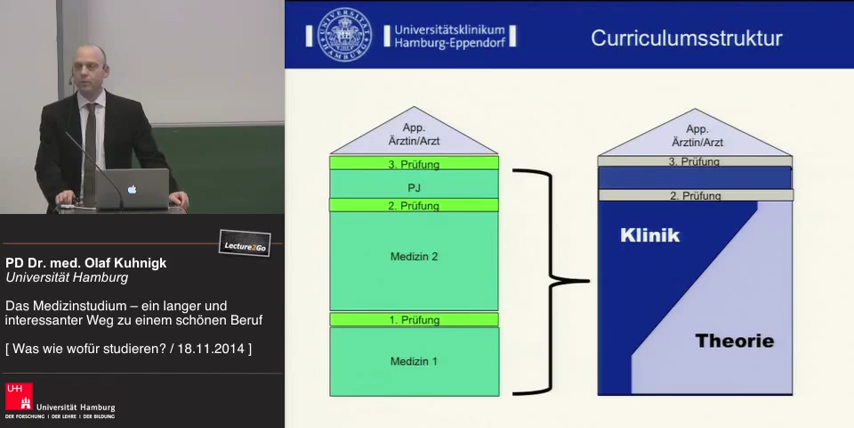 Lecture2Go
PD Dr. med. Olaf Kuhnigk
Universität Hamburg
Das Medizinstudium – ein langer und
interessanter Weg zu einem schönen Beruf
[ Was wie wofür studieren? / 18.11.2014 ]
UH
Universität Hamburg
DER FORSCHUNG | DER LEHRE | DER BILDUNG
Universitätsklinikum
Hamburg-Eppendorf
Curriculumsstruktur
App.
Ärztin/Arzt
3. Prüfung
PJ
2. Prüfung
Medizin 2
1. Prüfung
Medizin 1
App.
Ärztin/Arzt
3. Prüfung
2. Prüfung
Klinik
Theorie